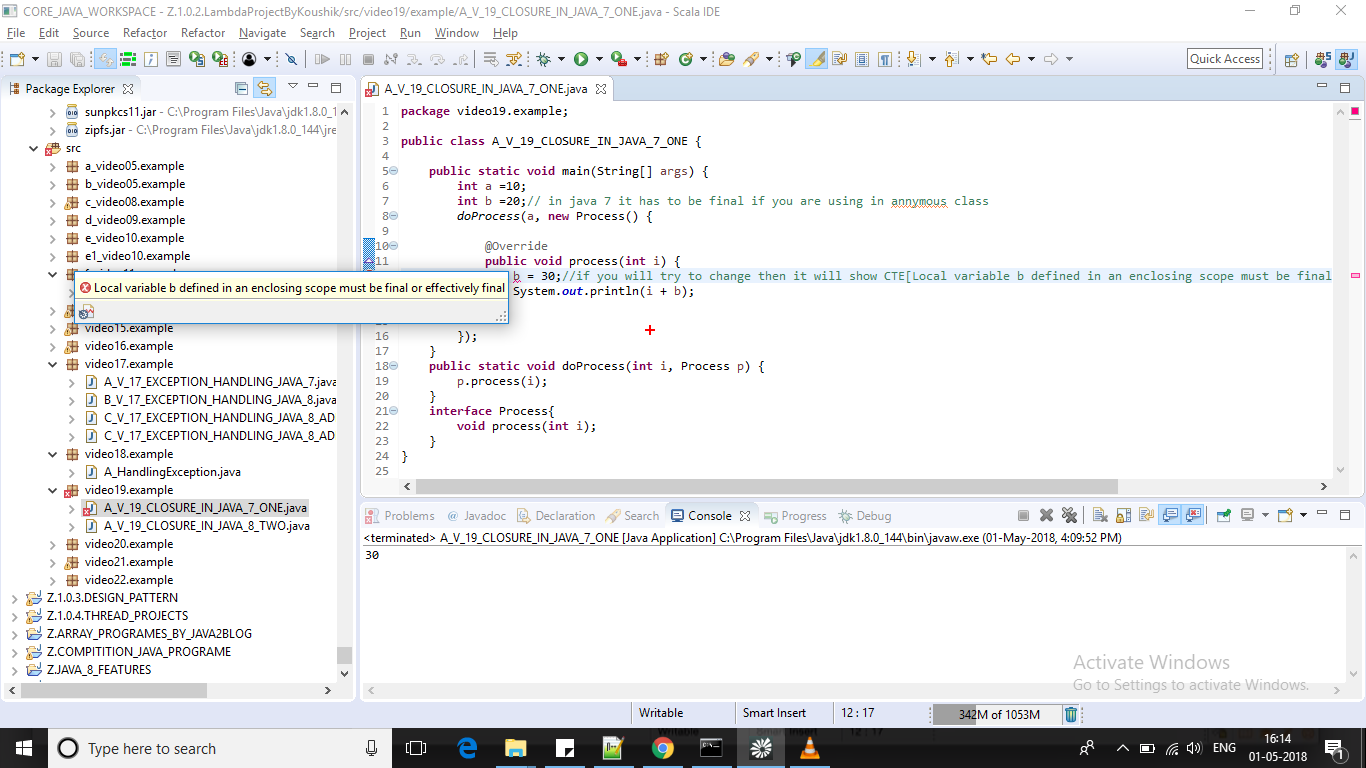 CORE_JAVA_WORKSPACE - Z.1.0.2.LambdaProjectByKoushik/src/video19/example/A_V_19_CLOSURE_IN_JAVA_7_ONE.java - Scala IDE
File Edit Source Refactor Refactor Navigate Search Project Run Window Help
Quick Access
Package Explorer
sunpkcs11.jar - C:\Program Files\Java\jdk1.8.0_1
zipfs.jar - C:\Program Files\Java\jdk1.8.0_144\jre
src
a_video05.example
b_video05.example
c_video08.example
d_video09.example
e_video10.example
e1_video10.example
video15.example
video16.example
video17.example
A_V_17_EXCEPTION_HANDLING_JAVA_7.java
B_V_17_EXCEPTION_HANDLING_JAVA_8.java
C_V_17_EXCEPTION_HANDLING_JAVA_8_AD
C_V_17_EXCEPTION_HANDLING_JAVA_8_AD
video18.example
A_HandlingException.java
video19.example
A_V_19_CLOSURE_IN_JAVA_7_ONE.java
A_V_19_CLOSURE_IN_JAVA_8_TWO.java
video20.example
video21.example
video22.example
Z.1.0.3.DESIGN_PATTERN
Z.1.0.4.THREAD_PROJECTS
Z.ARRAY_PROGRAMES_BY_JAVA2BLOG
Z.COMPITITION_JAVA_PROGRAME
Z.JAVA_8_FEATURES
A_V_19_CLOSURE_IN_JAVA_7_ONE.java
1 package video19.example;
2
3 public class A_V_19_CLOSURE_IN_JAVA_7_ONE {
4
5 public static void main(String[] args) {
6 int a =10;
7 int b =20;// in java 7 it has to be final if you are using in annymous class
8 doProcess(a, new Process() {
9
10 @Override
11 public void process(int i) {
b = 30;//if you will try to change then it will show CTE[Local variable b defined in an enclosing scope must be final
System.out.println(i + b);
Local variable b defined in an enclosing scope must be final or effectively final
16 });
17 }
18 public static void doProcess(int i, Process p) {
19 p.process(i);
20 }
21 interface Process{
22 void process(int i);
23 }
24 }
25
Problems @ Javadoc Declaration Search Console Progress Debug
<terminated> A_V_19_CLOSURE_IN_JAVA_7_ONE [Java Application] C:\Program Files\Java\jdk1.8.0_144\bin\javaw.exe (01-May-2018, 4:09:52 PM)
30
Activate Windows
Go to Settings to activate Windows.
Writable Smart Insert 12 : 17 342M of 1053M
Type here to search
ENG
16:14
01-05-2018
1